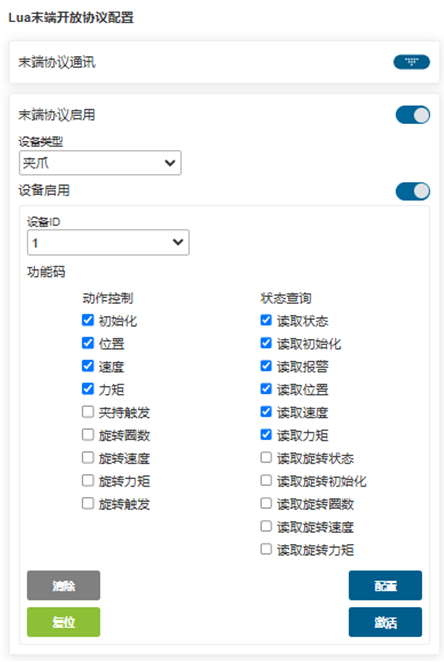 Lua末端开放协议配置
末端协议通讯
末端协议启用
设备类型
夹爪
设备启用
设备ID
1
功能码
动作控制 状态查询
初始化 读取状态
位置 读取初始化
速度 读取报警
力矩 读取位置
夹持触发 读取速度
旋转圈数 读取力矩
旋转速度 读取旋转状态
旋转力矩 读取旋转初始化
旋转触发 读取旋转圈数
读取旋转速度
读取旋转力矩
清除 配置
复位 激活